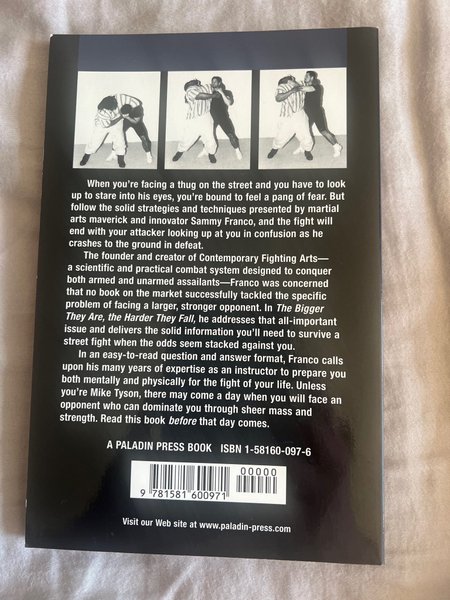 When you're facing a thug on the street and you have to look
up to stare into his eyes, you're bound to feel a pang of fear. But
follow the solid strategies and techniques presented by martial
arts maverick and innovator Sammy Franco, and the fight will
end with your attacker looking up at you in confusion as he
crashes to the ground in defeat.
The founder and creator of Contemporary Fighting Arts—
a scientific and practical combat system designed to conquer
both armed and unarmed assailants—Franco was concerned
that no book on the market successfully tackled the specific
problem of facing a larger, stronger opponent. In The Bigger
They Are, the Harder They Fall, he addresses that all-important
issue and delivers the solid information you'll need to survive a
street fight when the odds seem stacked against you.
In an easy-to-read question and answer format, Franco calls
upon his many years of expertise as an instructor to prepare you
both mentally and physically for the fight of your life. Unless
you're Mike Tyson, there may come a day when you will face an
opponent who can dominate you through sheer mass and
strength. Read this book before that day comes.
A PALADIN PRESS BOOK ISBN 1-58160-097-6
00000
9 781581 600971
Visit our Web site at www.paladin-press.com